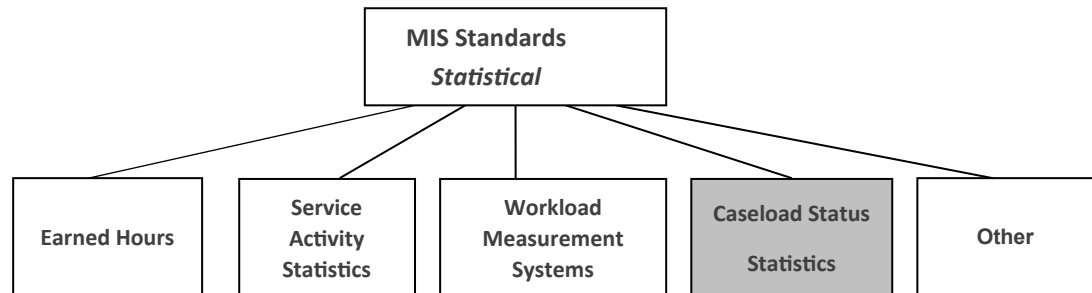 MIS Standards
Statistical
Earned Hours
Service
Activity
Statistics
Workload
Measurement
Systems
Caseload Status
Statistics
Other